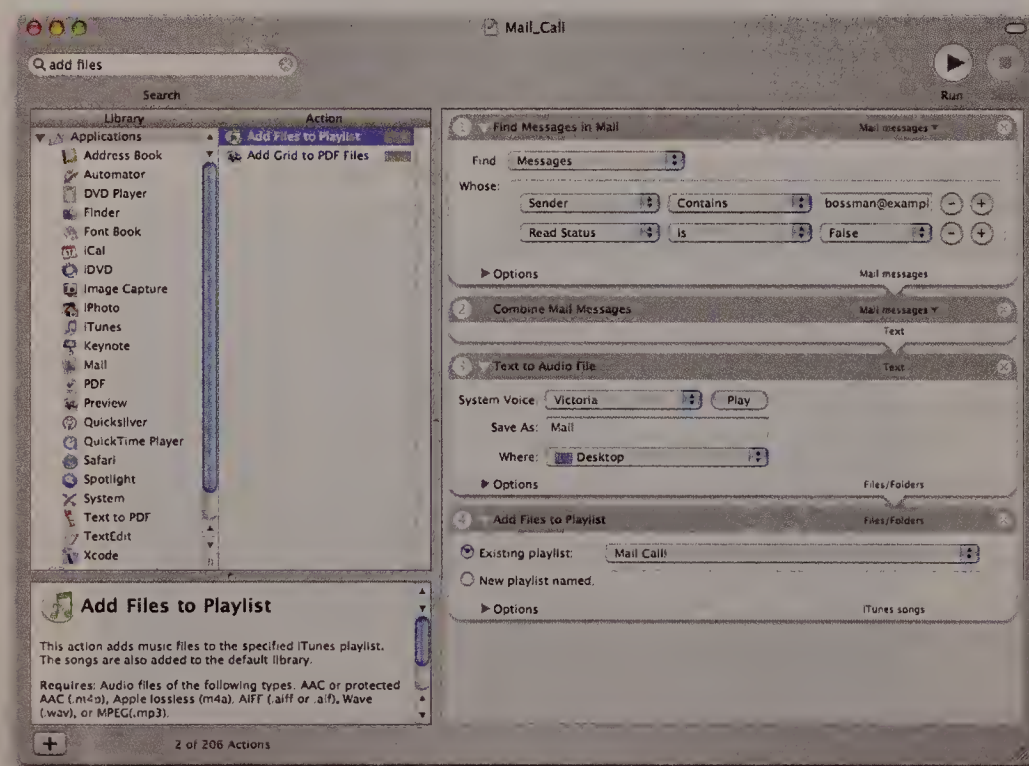 Mail_Call
add files
Search
Run
Library
Action
Applications
Address Book
Automator
DVD Player
Finder
Font Book
iCal
iDVD
Image Capture
iPhoto
iTunes
Keynote
Mail
PDF
Preview
Quicksilver
QuickTime Player
Safari
Spotlight
System
Text to PDF
TextEdit
Xcode
Add Files to Playlist
Add Grid to PDF Files
Add Files to Playlist
This action adds music files to the specified iTunes playlist.
The songs are also added to the default library.
Requires: Audio files of the following types. AAC or protected
AAC (.m4p), Apple lossless (m4a), AIFF (.aiff or .aif), Wave
(.wav), or MPEG(.mp3).
2 of 206 Actions
1 Find Messages in Mail Mail messages
Find Messages
Whose:
Sender Contains bossman@exampl
Read Status Is False
Options Mail messages
2 Combine Mail Messages Mail messages
Text
3 Text to Audio File Text
System Voice: Victoria Play
Save As: Mail
Where: Desktop
Options Files/Folders
4 Add Files to Playlist Files/Folders
Existing playlist: Mail Call!
New playlist named.
Options iTunes songs